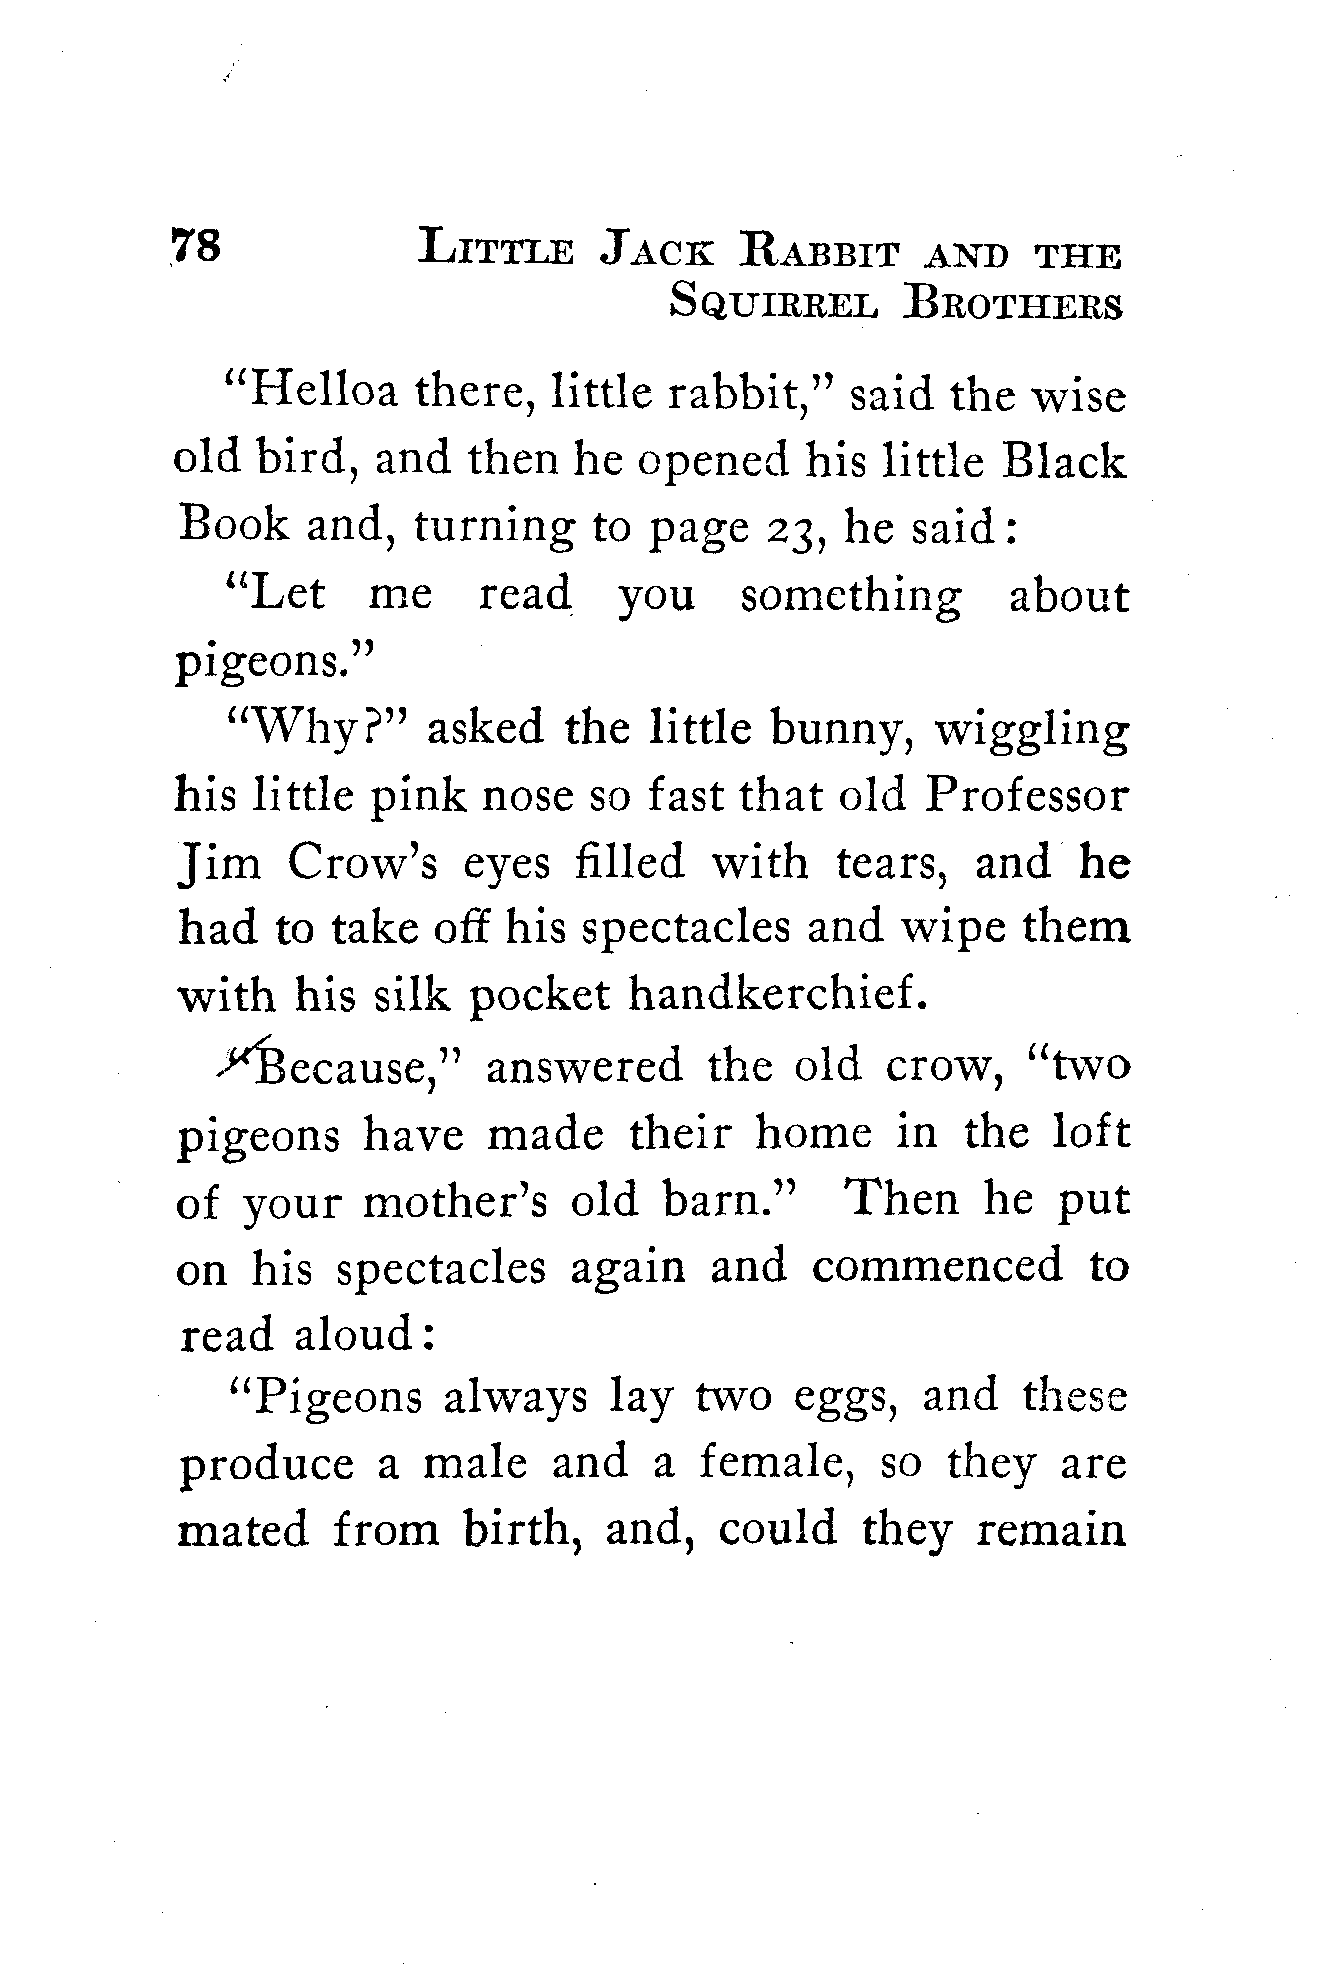 78 LITTLE JACK RABBIT AND THE
SQUIRREL BROTHERS
“Helloa there, little rabbit,” said the wise
old bird, and then he opened his little Black
Book and, turning to page 23, he said:
“Let me read you something about
pigeons.”
“Why?” asked the little bunny, wiggling
his little pink nose so fast that old Professor
Jim Crow’s eyes filled with tears, and he
had to take off his spectacles and wipe them
with his silk pocket handkerchief.
“Because,” answered the old crow, “two
pigeons have made their home in the loft
of your mother’s old barn.” Then he put
on his spectacles again and commenced to
read aloud:
“Pigeons always lay two eggs, and these
produce a male and a female, so they are
mated from birth, and, could they remain